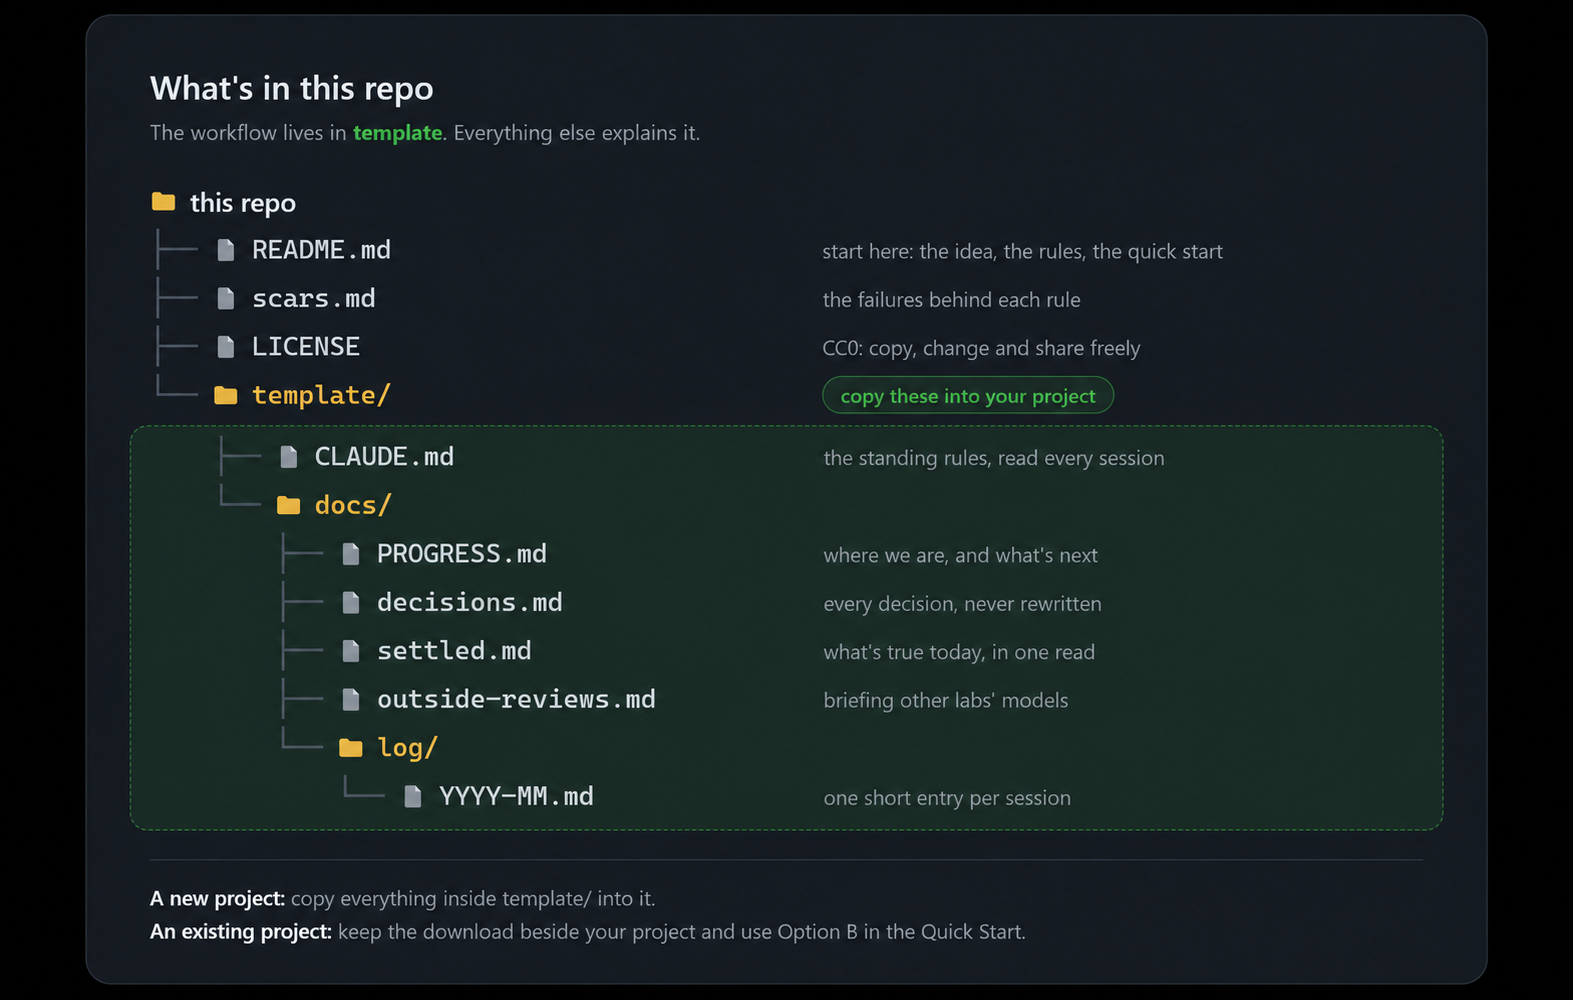 What's in this repo
The workflow lives in template. Everything else explains it.
this repo
README.md start here: the idea, the rules, the quick start
scars.md the failures behind each rule
LICENSE CC0: copy, change and share freely
template/ copy these into your project
CLAUDE.md the standing rules, read every session
docs/
PROGRESS.md where we are, and what's next
decisions.md every decision, never rewritten
settled.md what's true today, in one read
outside-reviews.md briefing other labs' models
log/
YYYY-MM.md one short entry per session
A new project: copy everything inside template/ into it.
An existing project: keep the download beside your project and use Option B in the Quick Start.